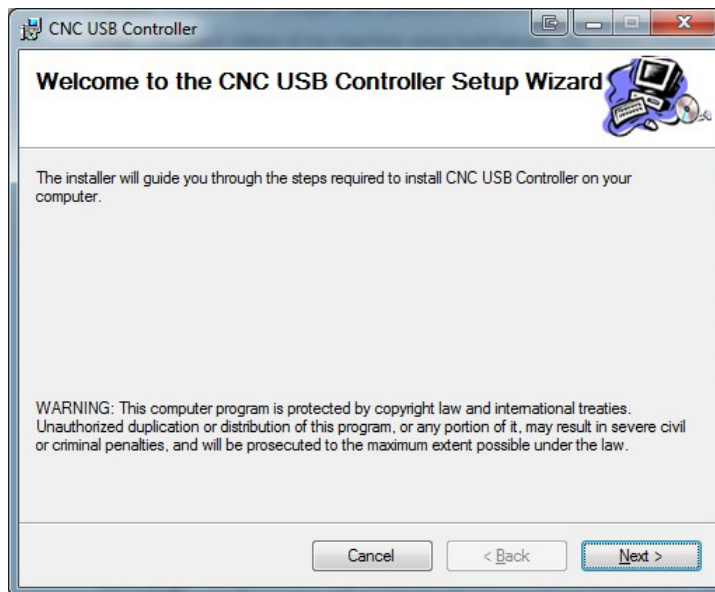 CNC USB Controller
Welcome to the CNC USB Controller Setup Wizard
The installer will guide you through the steps required to install CNC USB Controller on your
computer.
WARNING: This computer program is protected by copyright law and international treaties.
Unauthorized duplication or distribution of this program, or any portion of it, may result in severe civil
or criminal penalties, and will be prosecuted to the maximum extent possible under the law.
Cancel < Back Next >